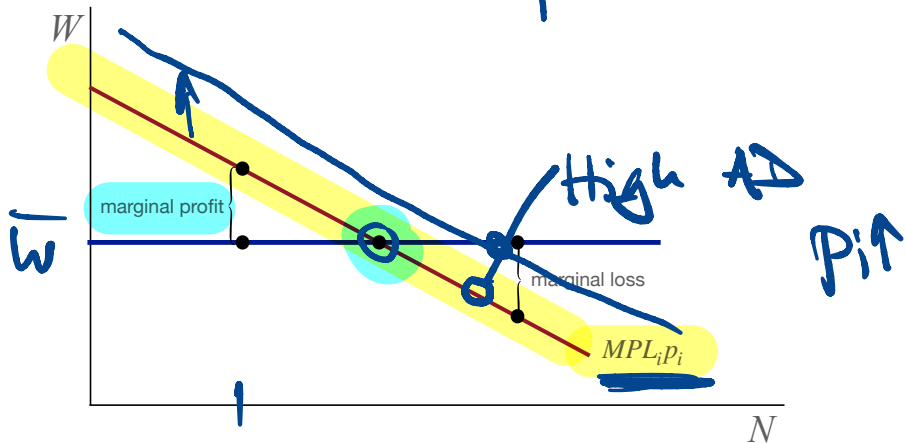 W
High AD
marginal profit
W̅
pi↑
marginal loss
MPLᵢpᵢ
N